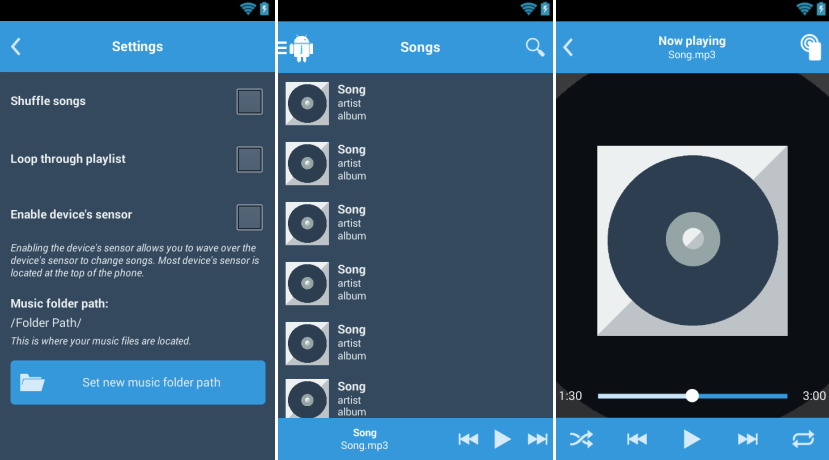 Settings
Shuffle songs
Loop through playlist
Enable device's sensor
Enabling the device's sensor allows you to wave over the
device's sensor to change songs. Most device's sensor is
located at the top of the phone.
Music folder path:
/Folder Path/
This is where your music files are located.
Set new music folder path
Songs
Song
artist
album
Song
artist
album
Song
artist
album
Song
artist
album
Song
artist
album
Song
artist
album
Song
Song.mp3
Now playing
Song.mp3
1:30
3:00